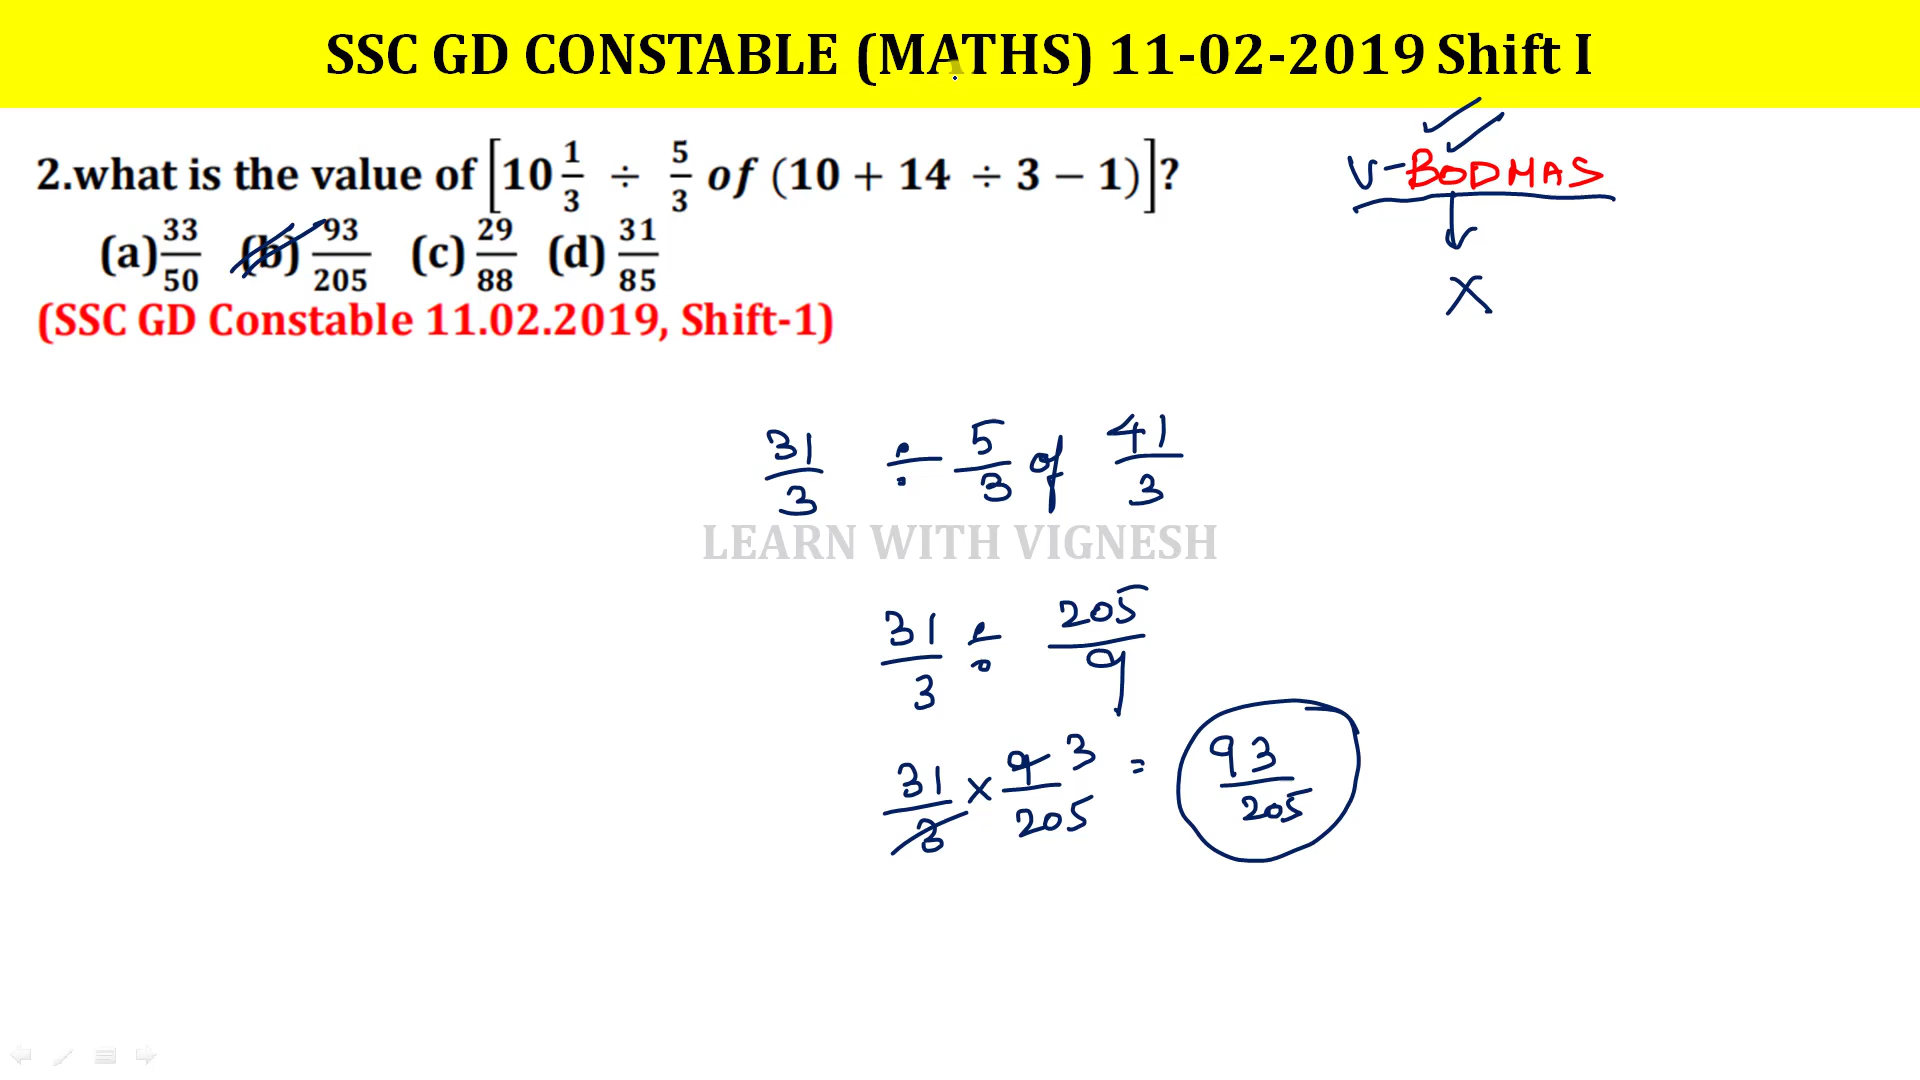 SSC GD CONSTABLE (MATHS) 11-02-2019 Shift I
2.what is the value of [10 1/3 ÷ 5/3 of (10 + 14 ÷ 3 − 1)]?
(a) 33/50 (b) 93/205 (c) 29/88 (d) 31/85
(SSC GD Constable 11.02.2019, Shift-1)
V-BODMAS
×
31/3 ÷ 5/3 of 41/3
LEARN WITH VIGNESH
31/3 ÷ 205/9
31/3 × 9/205 3 = 93/205